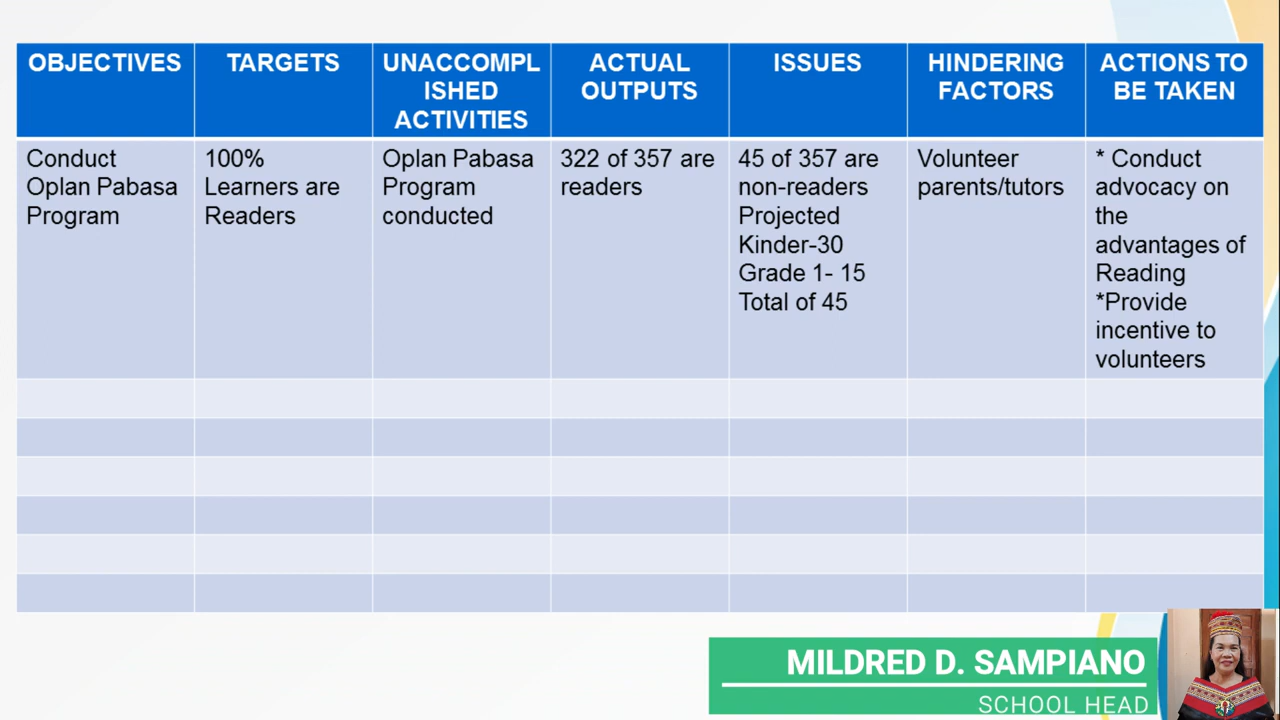 OBJECTIVES
TARGETS
UNACCOMPL
ISHED
ACTIVITIES
ACTUAL
OUTPUTS
ISSUES
HINDERING
FACTORS
ACTIONS TO
BE TAKEN
Conduct
Oplan Pabasa
Program
100%
Learners are
Readers
Oplan Pabasa
Program
conducted
322 of 357 are
readers
45 of 357 are
non-readers
Projected
Kinder-30
Grade 1- 15
Total of 45
Volunteer
parents/tutors
* Conduct
advocacy on
the
advantages of
Reading
*Provide
incentive to
volunteers
MILDRED D. SAMPIANO
SCHOOL HEAD